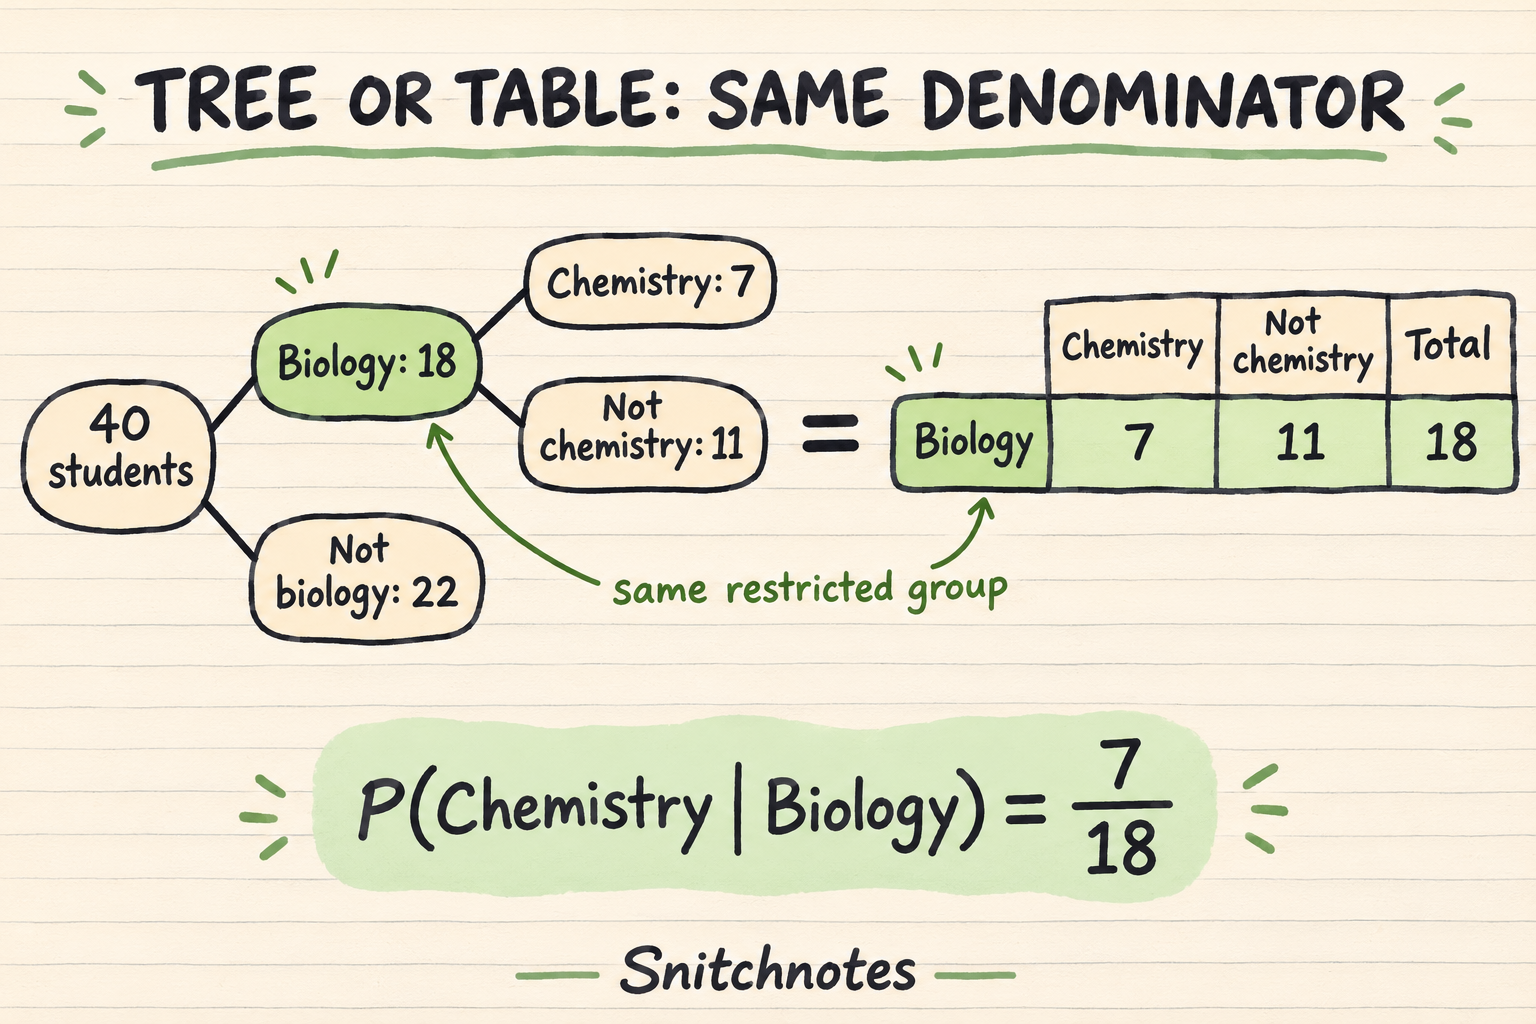 TREE OR TABLE: SAME DENOMINATOR
40
students
Biology: 18
Not
biology: 22
Chemistry: 7
Not
chemistry: 11
=
Chemistry
Not
chemistry
Total
Biology
7
11
18
same restricted group
P(Chemistry | Biology) = 7/18
Snitchnotes